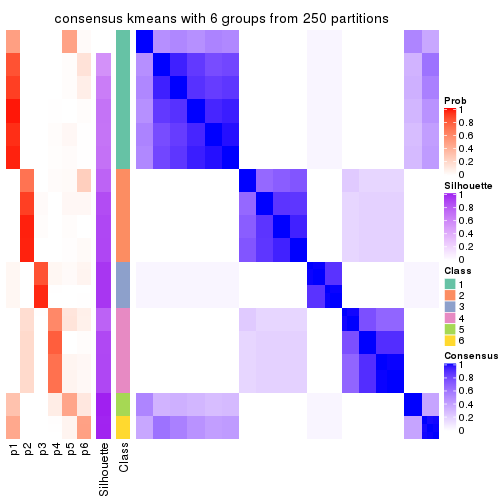 consensus kmeans with 6 groups from 250 partitions
Prob
1
0.8
0.6
0.4
0.2
0
Silhouette
1
0.8
0.6
0.4
0.2
0
Class
1
2
3
4
5
6
Consensus
1
0.8
0.6
0.4
0.2
0
p1
p2
p3
p4
p5
p6
Silhouette
Class